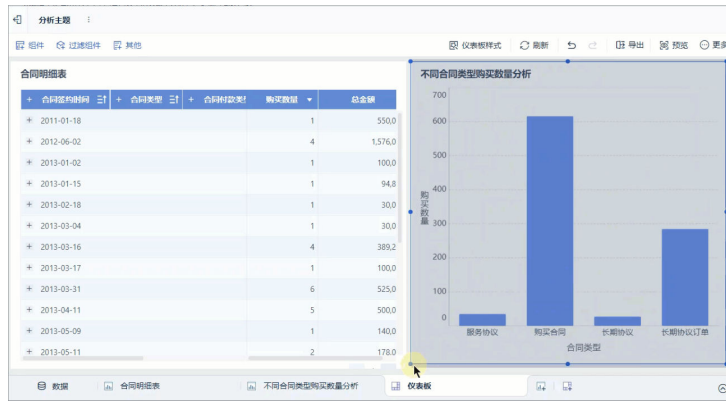 分析主题
组件 过滤组件 其他 仪表板样式 刷新 导出 预览 更多
合同明细表
合同签约时间 合同类型 合同付款类型 购买数量 总金额
2011-01-18 1 550,0
2012-06-02 4 1,576,0
2013-01-02 1 100,0
2013-01-15 1 94,8
2013-02-18 1 30,0
2013-03-04 1 30,0
2013-03-16 4 389,2
2013-03-17 1 100,0
2013-03-31 6 525,0
2013-04-11 5 500,0
2013-05-09 1 140,0
2013-05-11 2 178,0
不同合同类型购买数量分析
700
600
500
400
300
200
100
0
购买数量
服务协议 购买合同 长期协议 长期协议订单
合同类型
数据 合同明细表 不同合同类型购买数量分析 仪表板